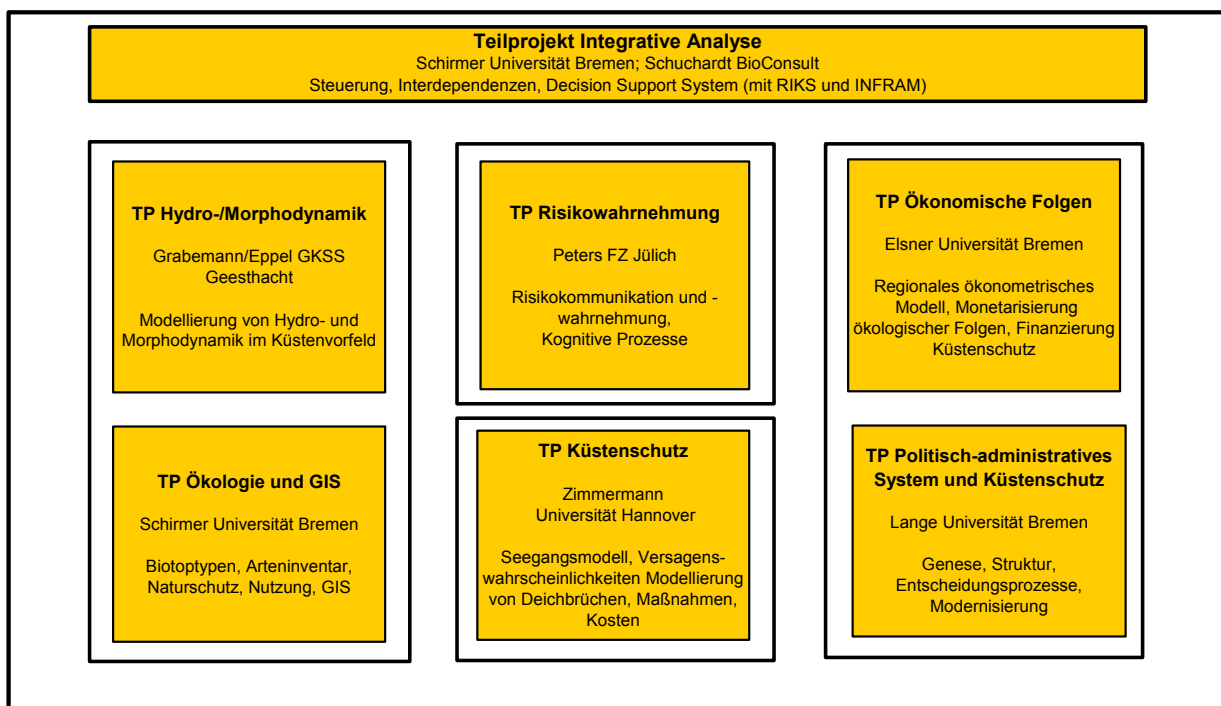 Teilprojekt Integrative Analyse
Schirmer Universität Bremen; Schuchardt BioConsult
Steuerung, Interdependenzen, Decision Support System (mit RIKS und INFRAM)
TP Hydro-/Morphodynamik
Grabemann/Eppel GKSS
Geesthacht
Modellierung von Hydro- und
Morphodynamik im Küstenvorfeld
TP Ökologie und GIS
Schirmer Universität Bremen
Biotoptypen, Arteninventar,
Naturschutz, Nutzung, GIS
TP Risikowahrnehmung
Peters FZ Jülich
Risikokommunikation und -
wahrnehmung,
Kognitive Prozesse
TP Küstenschutz
Zimmermann
Universität Hannover
Seegangsmodell, Versagens-
wahrscheinlichkeiten Modellierung
von Deichbrüchen, Maßnahmen,
Kosten
TP Ökonomische Folgen
Elsner Universität Bremen
Regionales ökonometrisches
Modell, Monetarisierung
ökologischer Folgen, Finanzierung
Küstenschutz
TP Politisch-administratives
System und Küstenschutz
Lange Universität Bremen
Genese, Struktur,
Entscheidungsprozesse,
Modernisierung